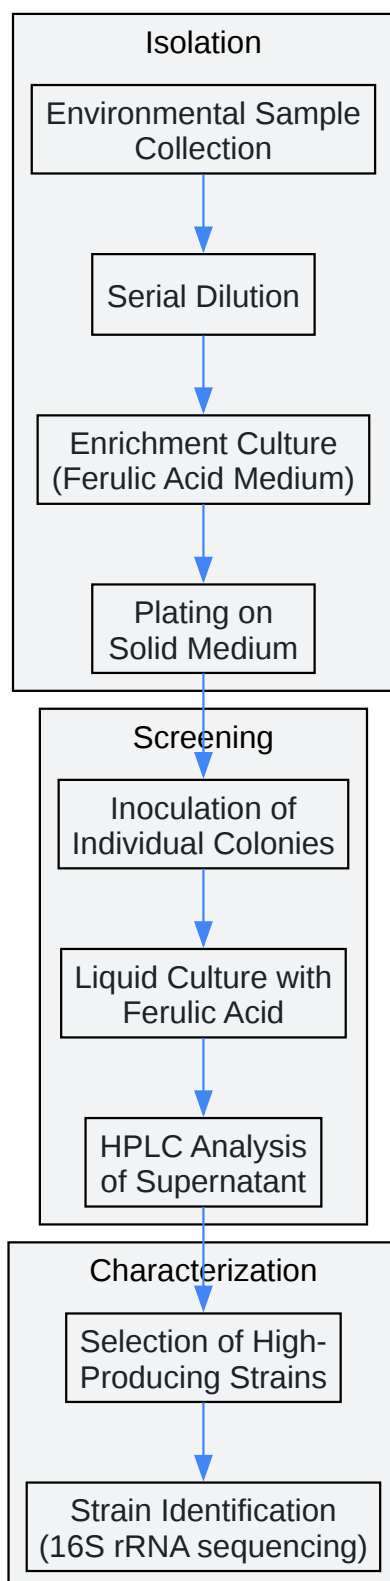 Isolation
Environmental Sample
Collection
Serial Dilution
Enrichment Culture
(Ferulic Acid Medium)
Plating on
Solid Medium
Screening
Inoculation of
Individual Colonies
Liquid Culture with
Ferulic Acid
HPLC Analysis
of Supernatant
Characterization
Selection of High-
Producing Strains
Strain Identification
(16S rRNA sequencing)